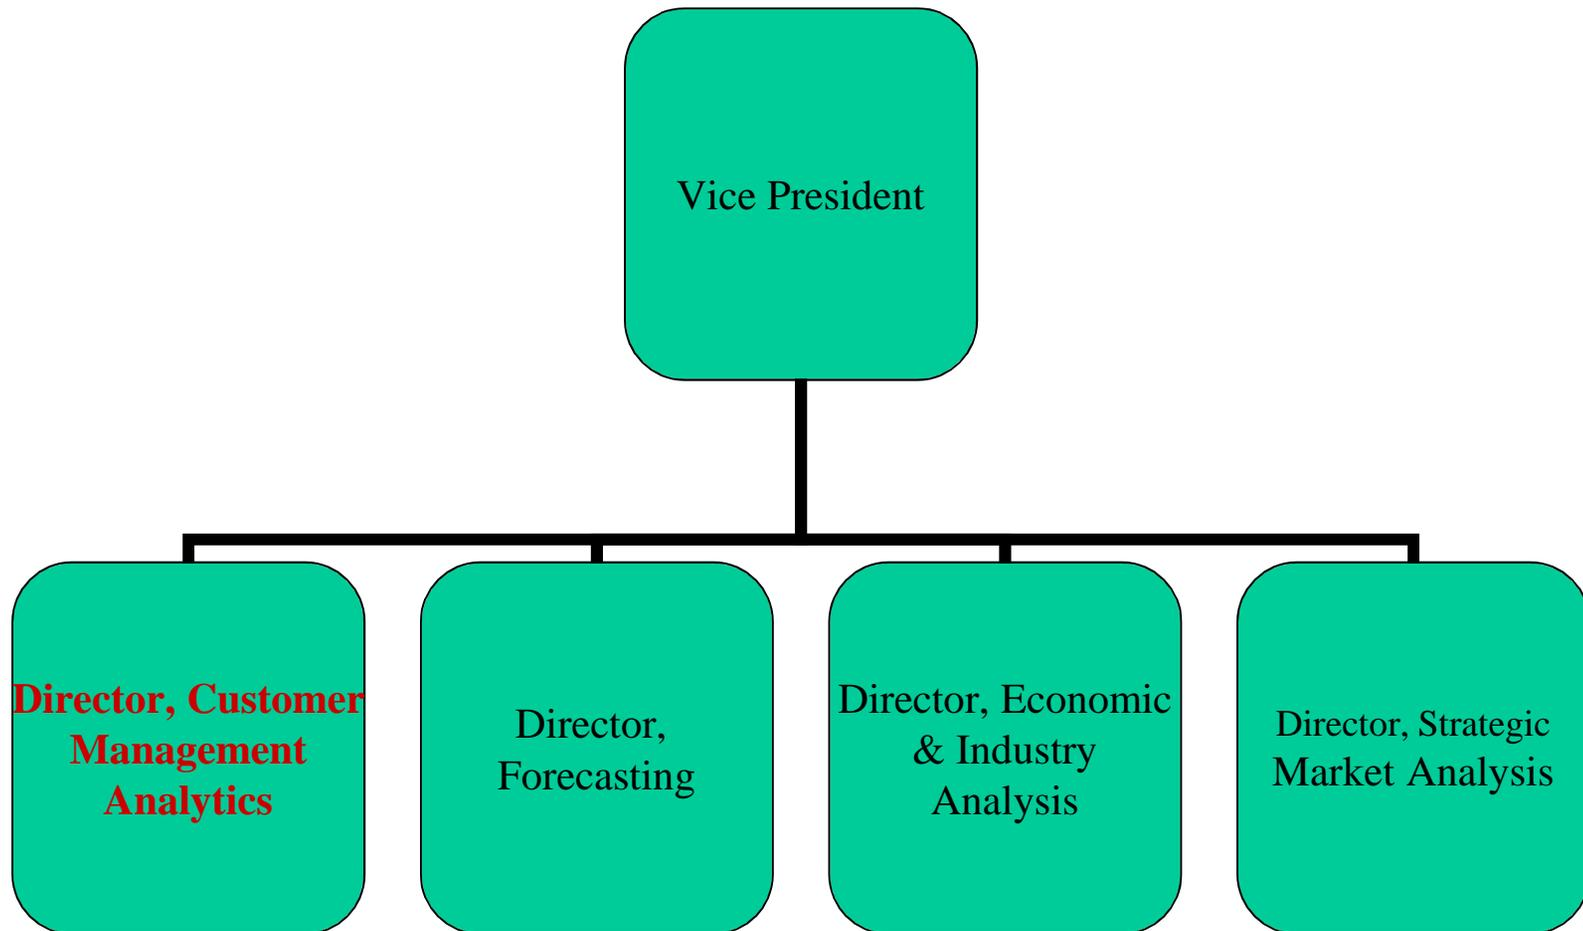 Vice President
Director, Customer
Management
Analytics
Director,
Forecasting
Director, Economic
& Industry
Analysis
Director, Strategic
Market Analysis